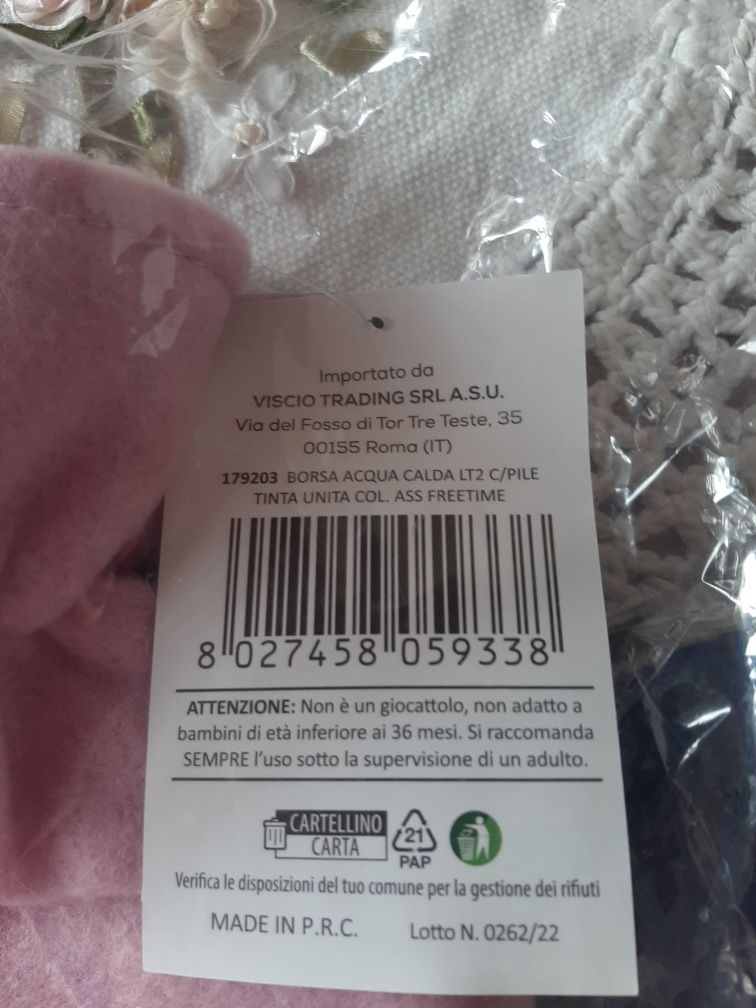 Importato da
VISCIO TRADING SRL A.S.U.
Via del Fosso di Tor Tre Teste, 35
00155 Roma (IT)
179203 BORSA ACQUA CALDA LT2 C/PILE
TINTA UNITA COL. ASS FREETIME
8 027458 059338
ATTENZIONE: Non è un giocattolo, non adatto a
bambini di età inferiore ai 36 mesi. Si raccomanda
SEMPRE l'uso sotto la supervisione di un adulto.
CARTELLINO
CARTA
21
PAP
Verifica le disposizioni del tuo comune per la gestione dei rifiuti
MADE IN P.R.C. Lotto N. 0262/22